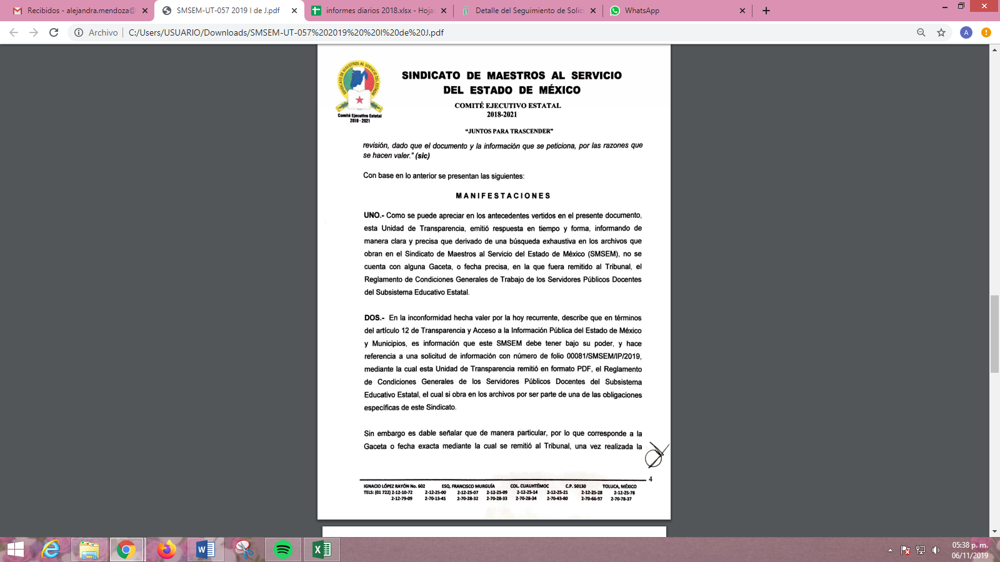 Recibidos - alejandra.mendoza@
SMSEM-UT-057 2019 I de J.pdf
informes diarios 2018.xlsx - Hoja
Detalle del Seguimiento de Solici
WhatsApp
Archivo
C:/Users/USUARIO/Downloads/SMSEM-UT-057%202019%20%20I%20de%20J.pdf
A
SINDICATO DE MAESTROS AL SERVICIO DEL ESTADO
Comité Ejecutivo Estatal
2018 - 2021
SINDICATO DE MAESTROS AL SERVICIO
DEL ESTADO DE MÉXICO
COMITÉ EJECUTIVO ESTATAL
2018-2021
“JUNTOS PARA TRASCENDER”
revisión, dado que el documento y la información que se peticiona, por las razones que
se hacen valer.” (sic)
Con base en lo anterior se presentan las siguientes:
M A N I F E S T A C I O N E S
UNO.- Como se puede apreciar en los antecedentes vertidos en el presente documento,
esta Unidad de Transparencia, emitió respuesta en tiempo y forma, informando de
manera clara y precisa que derivado de una búsqueda exhaustiva en los archivos que
obran en el Sindicato de Maestros al Servicio del Estado de México (SMSEM), no se
cuenta con alguna Gaceta, o fecha precisa, en la que fuera remitido al Tribunal, el
Reglamento de Condiciones Generales de Trabajo de los Servidores Públicos Docentes
del Subsistema Educativo Estatal.
DOS.- En la inconformidad hecha valer por la hoy recurrente, describe que en términos
del artículo 12 de Transparencia y Acceso a la Información Pública del Estado de México
y Municipios, es información que este SMSEM debe tener bajo su poder, y hace
referencia a una solicitud de información con número de folio 00081/SMSEM/IP/2019,
mediante la cual esta Unidad de Transparencia remitió en formato PDF, el Reglamento
de Condiciones Generales de los Servidores Públicos Docentes del Subsistema
Educativo Estatal, el cual si obra en los archivos por ser parte de una de las obligaciones
específicas de este Sindicato.
Sin embargo es dable señalar que de manera particular, por lo que corresponde a la
Gaceta o fecha exacta mediante la cual se remitió al Tribunal, una vez realizada la
4
IGNACIO LÓPEZ RAYÓN No. 602 ESQ. FRANCISCO MURGUÍA COL. CUAUHTÉMOC C.P. 50130 TOLUCA, MÉXICO
TELS: (01 722) 2-12-10-72 2-12-25-00 2-12-25-07 2-12-25-09 2-12-25-14 2-12-25-21 2-12-25-28 2-12-25-78
2-12-79-09 2-70-13-45 2-70-28-32 2-70-28-33 2-70-28-34 2-70-43-80 2-70-66-97 2-70-78-37
05:38 p. m.
06/11/2019